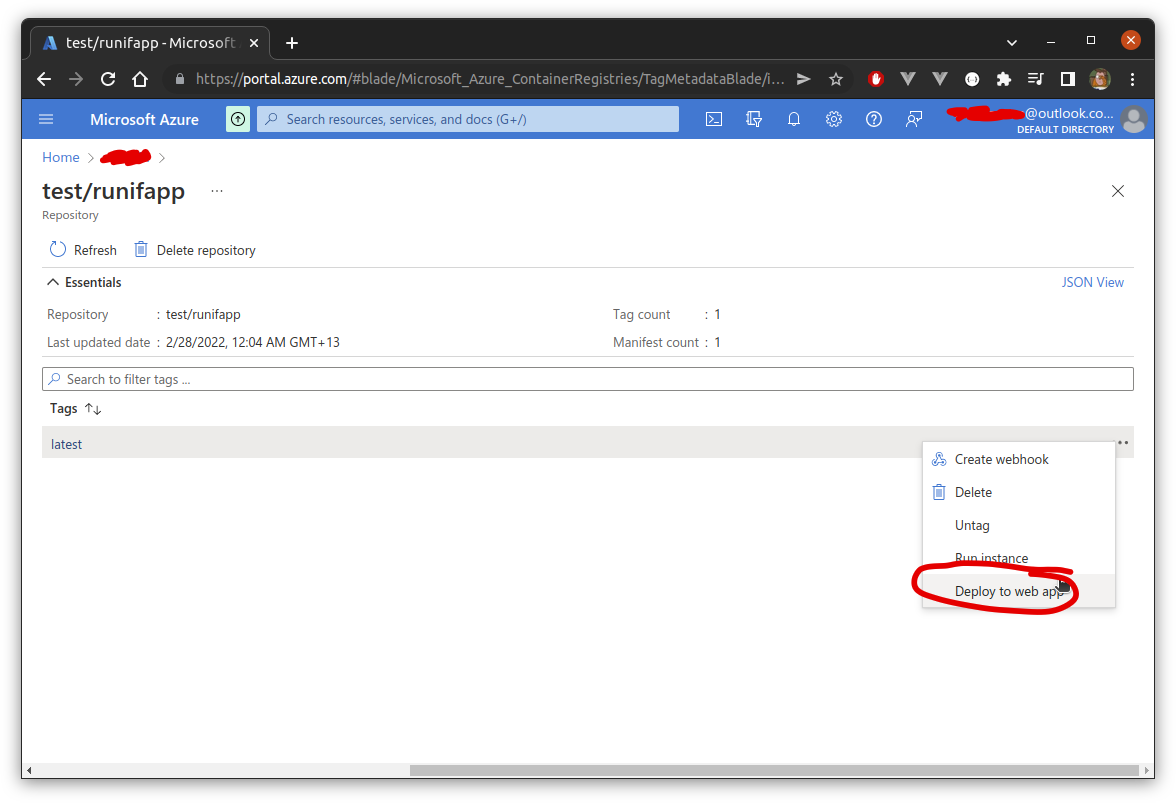 test/runifapp - Microsoft
https://portal.azure.com/#blade/Microsoft_Azure_ContainerRegistries/TagMetadataBlade/i...
Microsoft Azure
Search resources, services, and docs (G+/)
@outlook.co...
DEFAULT DIRECTORY
Home
test/runifapp
...
Repository
Refresh
Delete repository
Essentials
JSON View
Repository : test/runifapp
Tag count : 1
Last updated date : 2/28/2022, 12:04 AM GMT+13
Manifest count : 1
Search to filter tags ...
Tags
latest
Create webhook
Delete
Untag
Run instance
Deploy to web app